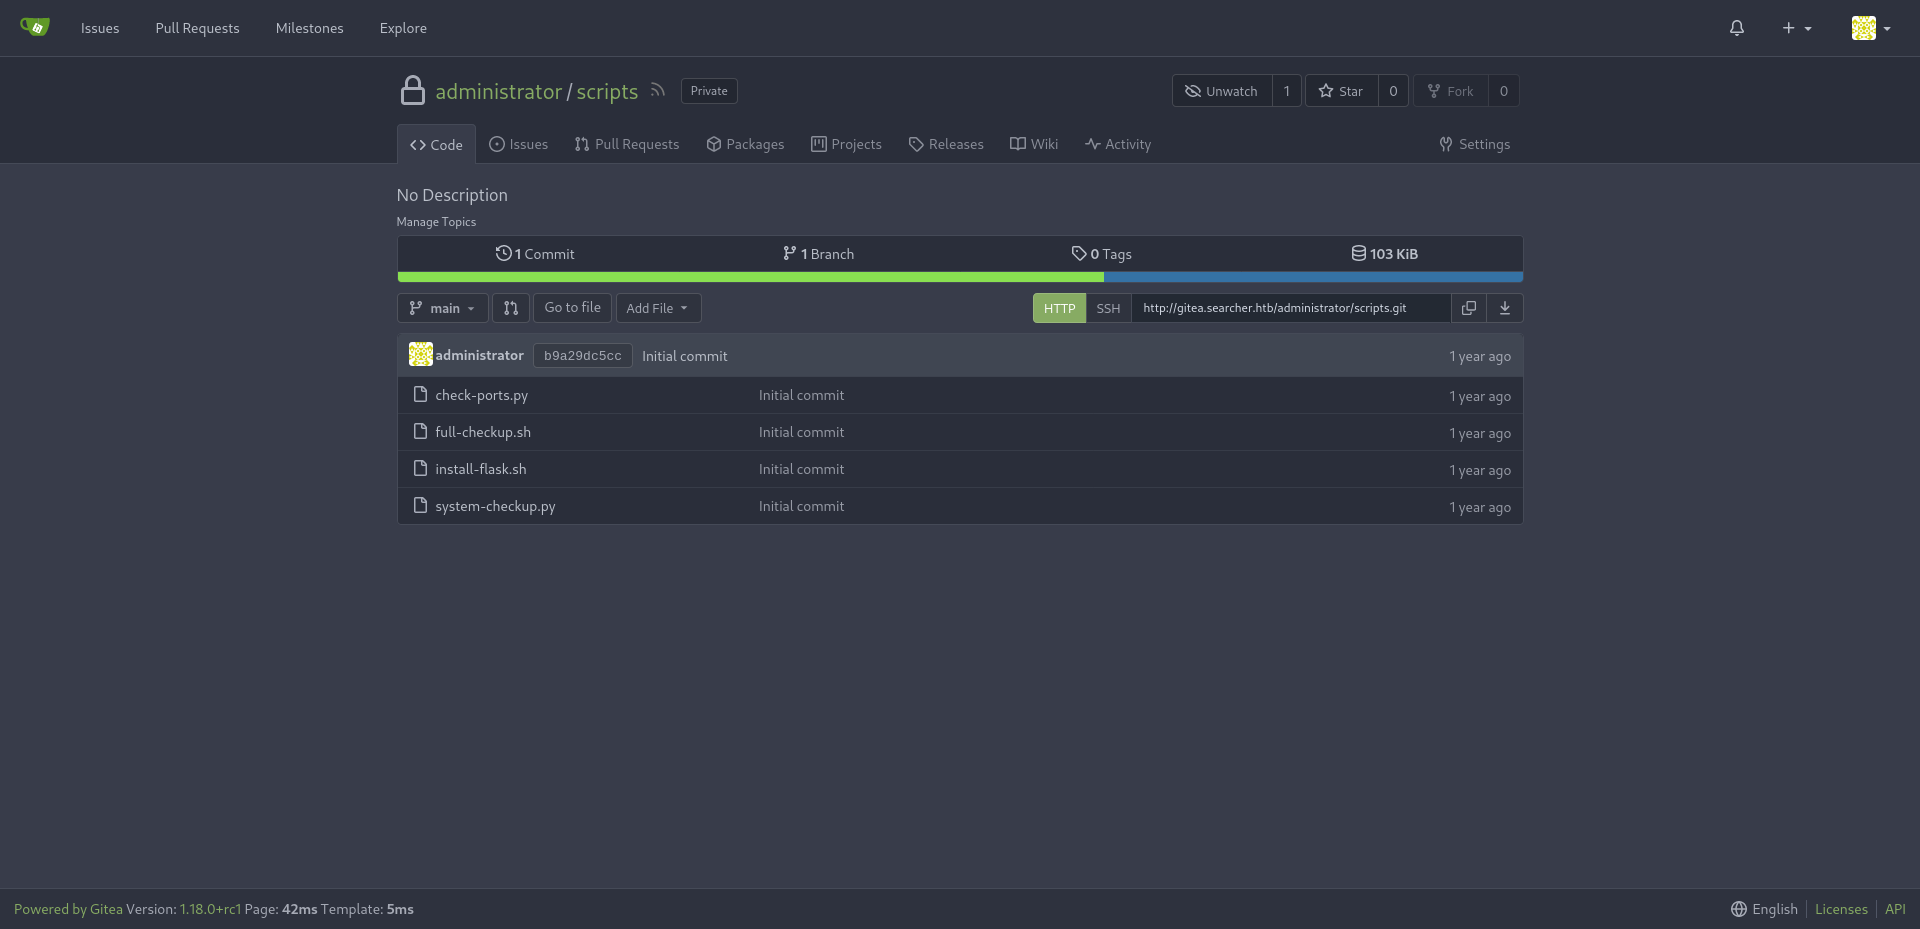 Issues Pull Requests Milestones Explore
administrator / scripts Private Unwatch 1 Star 0 Fork 0
Code Issues Pull Requests Packages Projects Releases Wiki Activity Settings
No Description
Manage Topics
1 Commit 1 Branch 0 Tags 103 KiB
main Go to file Add File HTTP SSH http://gitea.searcher.htb/administrator/scripts.git
administrator b9a29dc5cc Initial commit 1 year ago
check-ports.py Initial commit 1 year ago
full-checkup.sh Initial commit 1 year ago
install-flask.sh Initial commit 1 year ago
system-checkup.py Initial commit 1 year ago
Powered by Gitea Version: 1.18.0+rc1 Page: 42ms Template: 5ms English Licenses API